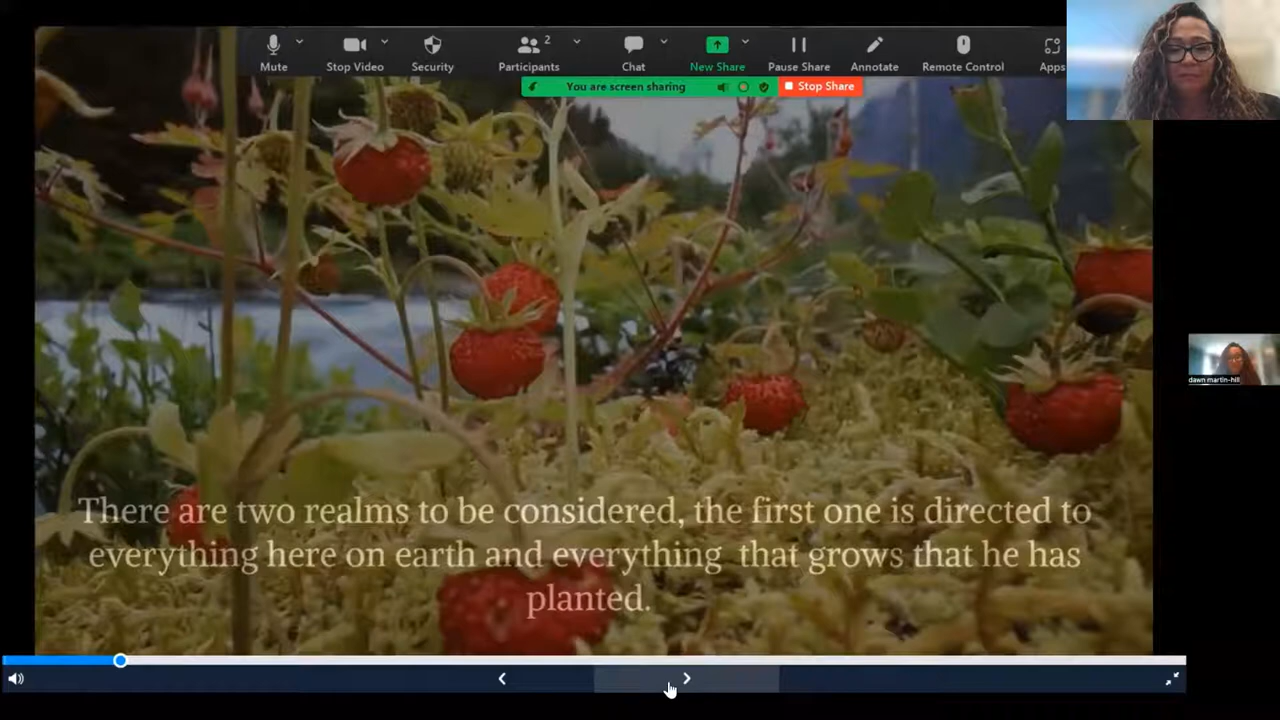 Mute
Stop Video
Security
2
Participants
Chat
New Share
Pause Share
Annotate
Remote Control
Apps
You are screen sharing
Stop Share
dawn martin-hill
There are two realms to be considered, the first one is directed to
everything here on earth and everything that grows that he has
planted.